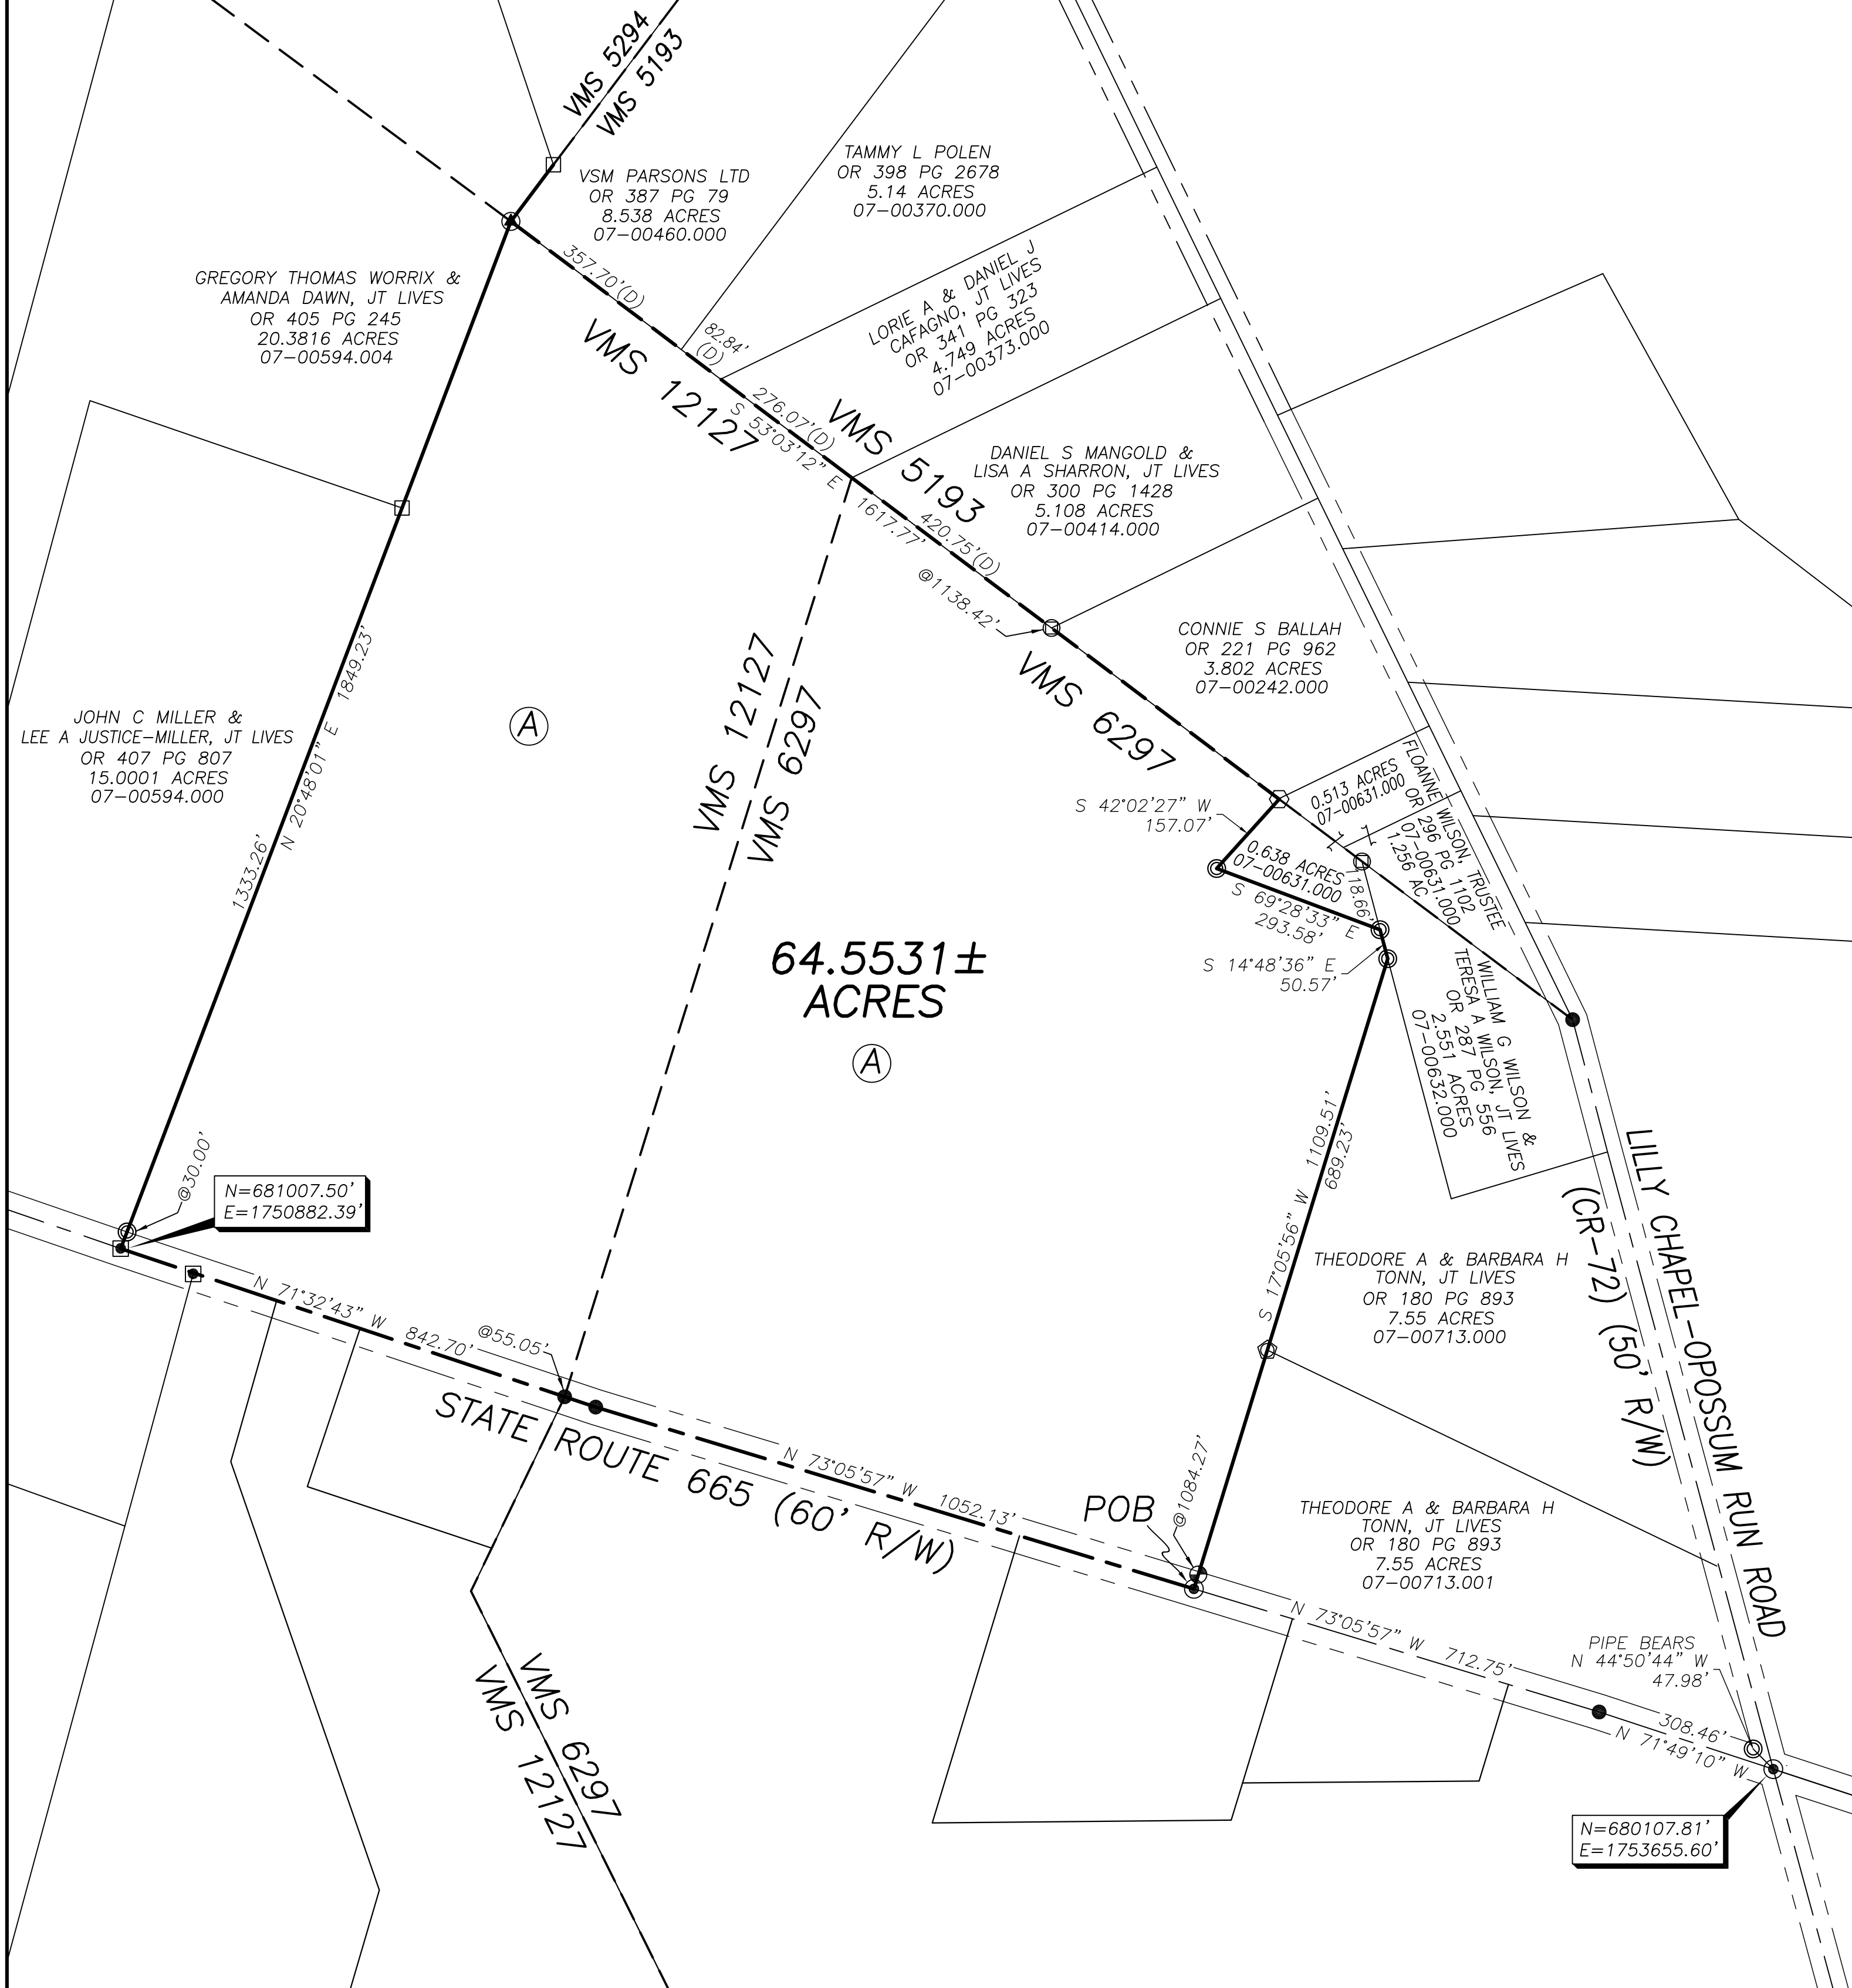 VMS 5294
VMS 5193
VSM PARSONS LTD
OR 387 PG 79
8.538 ACRES
07-00460.000
TAMMY L POLEN
OR 398 PG 2678
5.14 ACRES
07-00370.000
GREGORY THOMAS WORRIX &
AMANDA DAWN, JT LIVES
OR 405 PG 245
20.3816 ACRES
07-00594.004
357.70'(D)
82.84'
(D)
VMS 12127
276.07'(D)
S 53°03'12" E
1617.77'
VMS 5193
420.75'(D)
@1138.42'
LORIE A & DANIEL J
CAFAGNO, JT LIVES
OR 341 PG 323
4.749 ACRES
07-00373.000
DANIEL S MANGOLD &
LISA A SHARRON, JT LIVES
OR 300 PG 1428
5.108 ACRES
07-00414.000
CONNIE S BALLAH
OR 221 PG 962
3.802 ACRES
07-00242.000
VMS 6297
JOHN C MILLER &
LEE A JUSTICE-MILLER, JT LIVES
OR 407 PG 807
15.0001 ACRES
07-00594.000
N 20°48'01" E 1849.23'
1333.26'
A
VMS 12127
VMS 6297
S 42°02'27" W
157.07'
0.513 ACRES
07-00631.000
FLOANNE WILSON, TRUSTEE
OR 296 PG 1102
07-00631.000
1.256 AC
0.638 ACRES
07-00631.000
118.66'
S 69°28'33" E
293.58'
S 14°48'36" E
50.57'
64.5531±
ACRES
A
WILLIAM G WILSON &
TERESA A WILSON, JT LIVES
OR 287 PG 556
2.551 ACRES
07-00632.000
S 17°05'56" W 1109.51'
689.23'
LILLY CHAPEL-OPOSSUM RUN ROAD
(CR-72) (50' R/W)
@30.00'
N=681007.50'
E=1750882.39'
THEODORE A & BARBARA H
TONN, JT LIVES
OR 180 PG 893
7.55 ACRES
07-00713.000
N 71°32'43" W 842.70'
@55.05'
STATE ROUTE 665 (60' R/W)
N 73°05'57" W 1052.13'
POB
@1084.27'
THEODORE A & BARBARA H
TONN, JT LIVES
OR 180 PG 893
7.55 ACRES
07-00713.001
N 73°05'57" W 712.75'
PIPE BEARS
N 44°50'44" W
47.98'
308.46'
N 71°49'10" W
VMS 6297
VMS 12127
N=680107.81'
E=1753655.60'